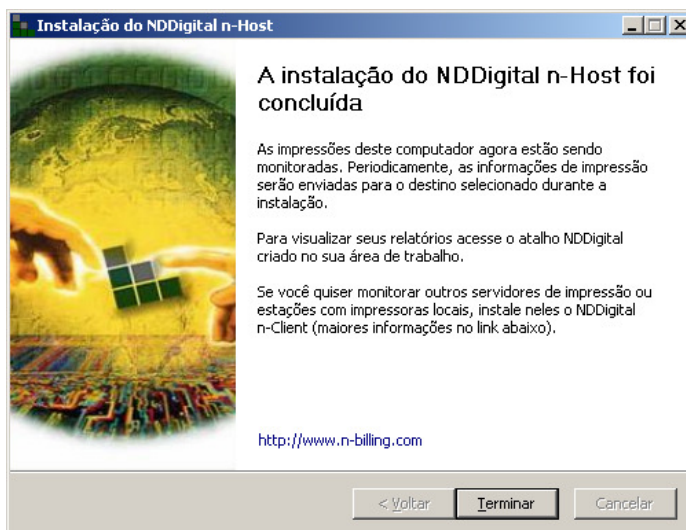 Instalação do NDDigital n-Host
A instalação do NDDigital n-Host foi
concluída
As impressões deste computador agora estão sendo
monitoradas. Periodicamente, as informações de impressão
serão enviadas para o destino selecionado durante a
instalação.
Para visualizar seus relatórios acesse o atalho NDDigital
criado no sua área de trabalho.
Se você quiser monitorar outros servidores de impressão ou
estações com impressoras locais, instale neles o NDDigital
n-Client (maiores informações no link abaixo).
http://www.n-billing.com
< Voltar
Terminar
Cancelar